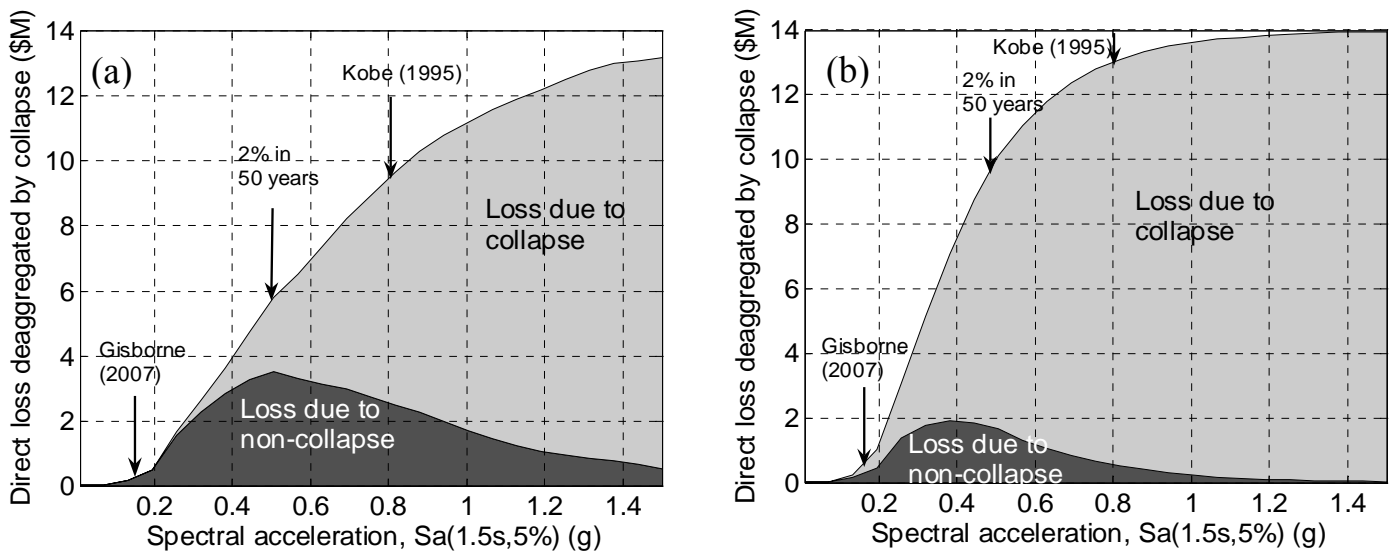 Direct loss deaggregated by collapse ($M)
14
12
10
8
6
4
2
0
(a)
Kobe (1995)
2% in
50 years
Gisborne
(2007)
Loss due to
collapse
Loss due to
non-collapse
0.2 0.4 0.6 0.8 1 1.2 1.4
Spectral acceleration, Sa(1.5s,5%) (g)
Direct loss deaggregated by collapse ($M)
14
12
10
8
6
4
2
0
(b)
Kobe (1995)
2% in
50 years
Gisborne
(2007)
Loss due to
collapse
Loss due to
non-collapse
0.2 0.4 0.6 0.8 1 1.2 1.4
Spectral acceleration, Sa(1.5s,5%) (g)